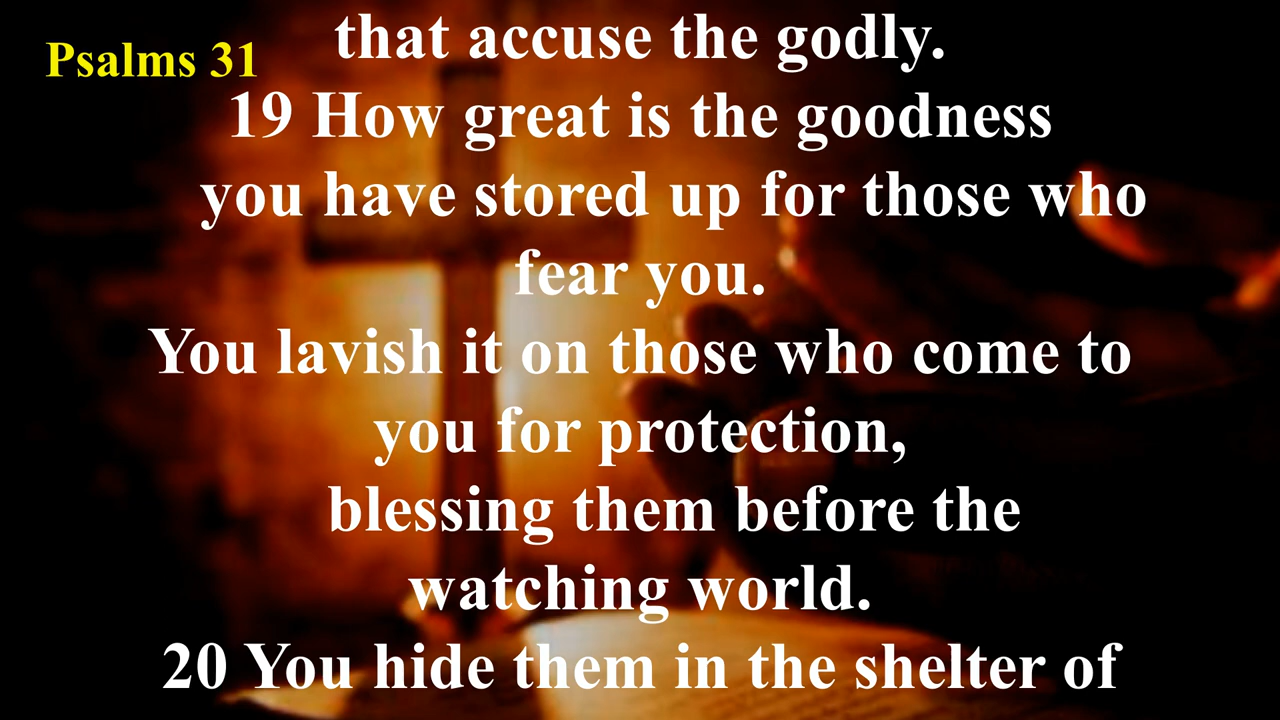 Psalms 31
that accuse the godly.
19 How great is the goodness
you have stored up for those who
fear you.
You lavish it on those who come to
you for protection,
blessing them before the
watching world.
20 You hide them in the shelter of